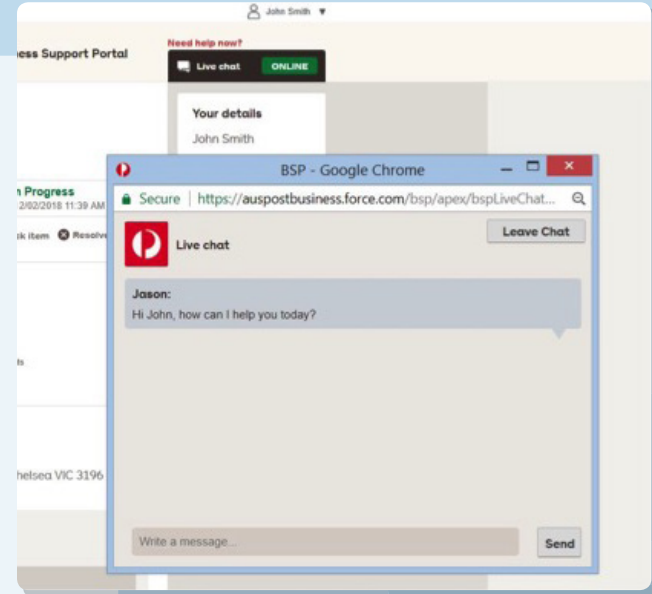 John Smith
ess Support Portal
Need help now?
Live chat ONLINE
Your details
John Smith
BSP - Google Chrome
Secure https://auspostbusiness.force.com/bsp/apex/bspLiveChat...
Progress
2/02/2018 11:39 AM
k item Resolve
Live chat
Leave Chat
Jason:
Hi John, how can I help you today?
helsea VIC 3196
Write a message...
Send